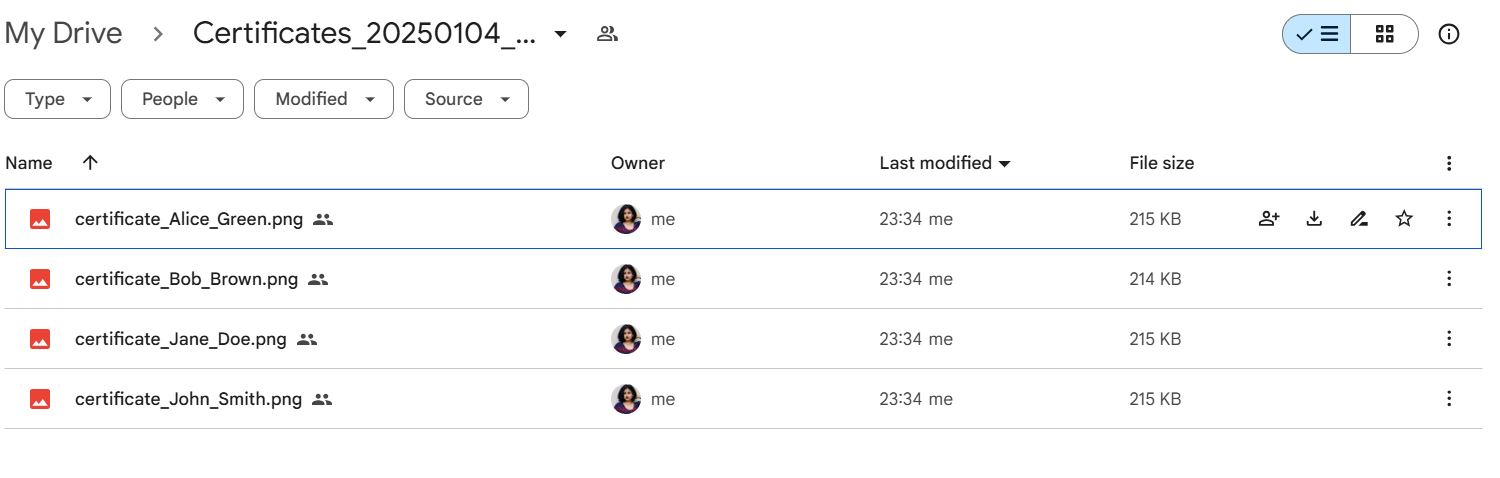 My Drive > Certificates_20250104_...
Type People Modified Source
Name Owner Last modified File size
certificate_Alice_Green.png me 23:34 me 215 KB
certificate_Bob_Brown.png me 23:34 me 214 KB
certificate_Jane_Doe.png me 23:34 me 215 KB
certificate_John_Smith.png me 23:34 me 215 KB